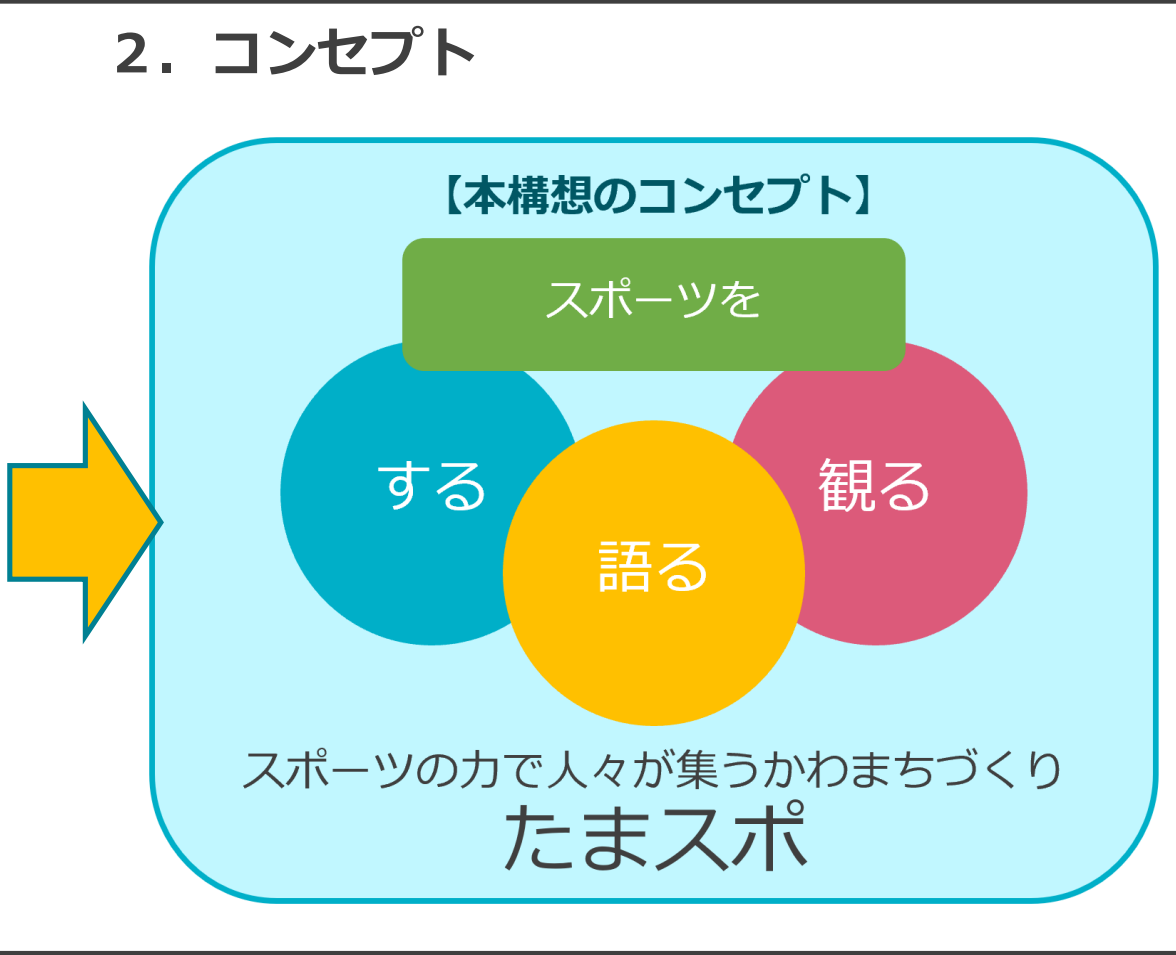 ２．コンセプト
【本構想のコンセプト】
スポーツを
する
語る
観る
スポーツの力で人々が集うかわまちづくり
たまスポ